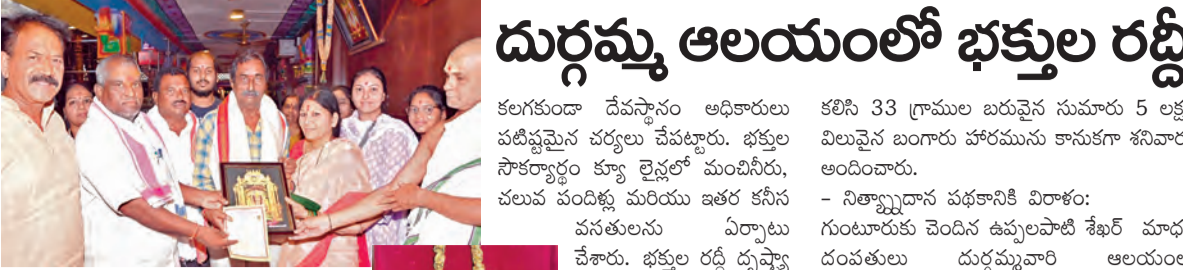 దుర్గమ్మ ఆలయంలో భక్తుల రద్దీ
కలగకుండా దేవస్థానం అధికారులు
పటిష్టమైన చర్యలు చేపట్టారు. భక్తుల
సౌకర్యార్థం క్యూ లైన్లలో మంచినీరు,
చలువ పందిళ్లు మరియు ఇతర కనీస
వసతులను ఏర్పాటు
చేశారు. భక్తుల రద్దీ దృష్ట్యా
కలిసి 33 గ్రాముల బరువైన సుమారు 5 లక్ష
విలువైన బంగారు హారమును కానుకగా శనివార
అందించారు.
– నిత్యాన్నదాన పథకానికి విరాళం:
గుంటూరుకు చెందిన ఉప్పలపాటి శేఖర్ మాధ
దంపతులు దుర్గమ్మవారి ఆలయంల